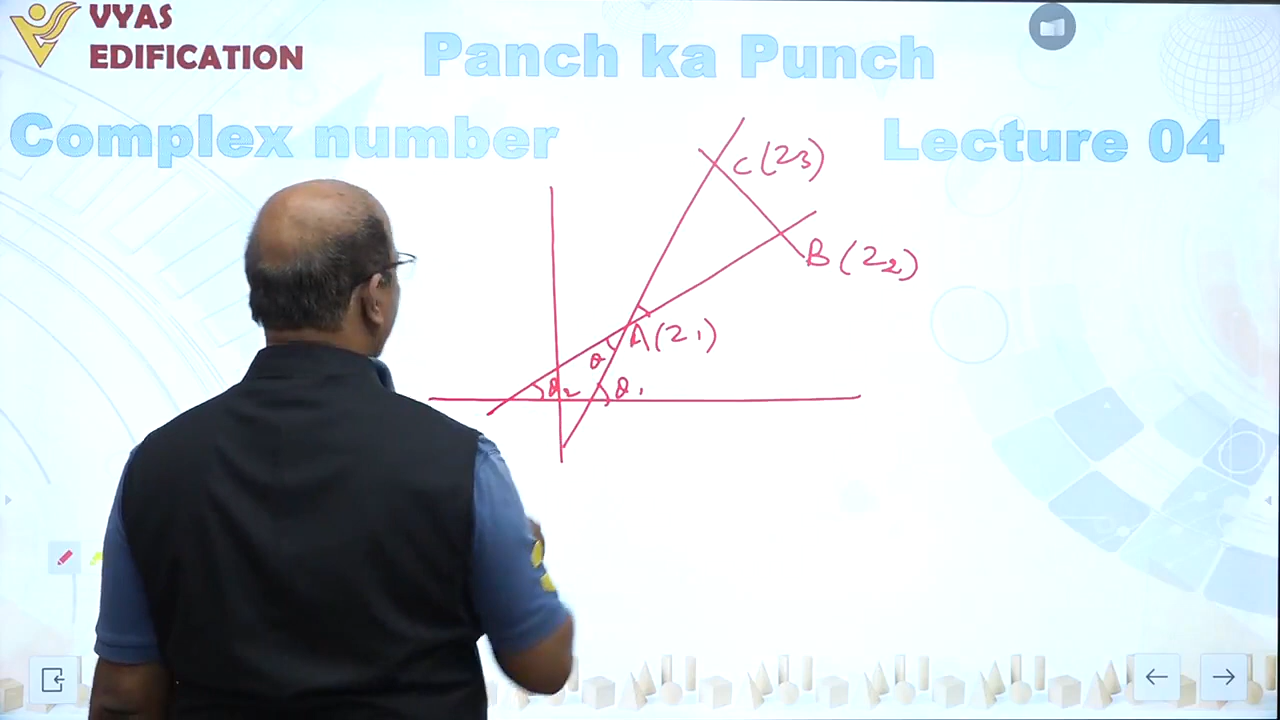 VYAS
EDIFICATION
Panch ka Punch
Complex number
Lecture 04
C(z3)
B(z2)
A(z1)
θ
θ2
θ1